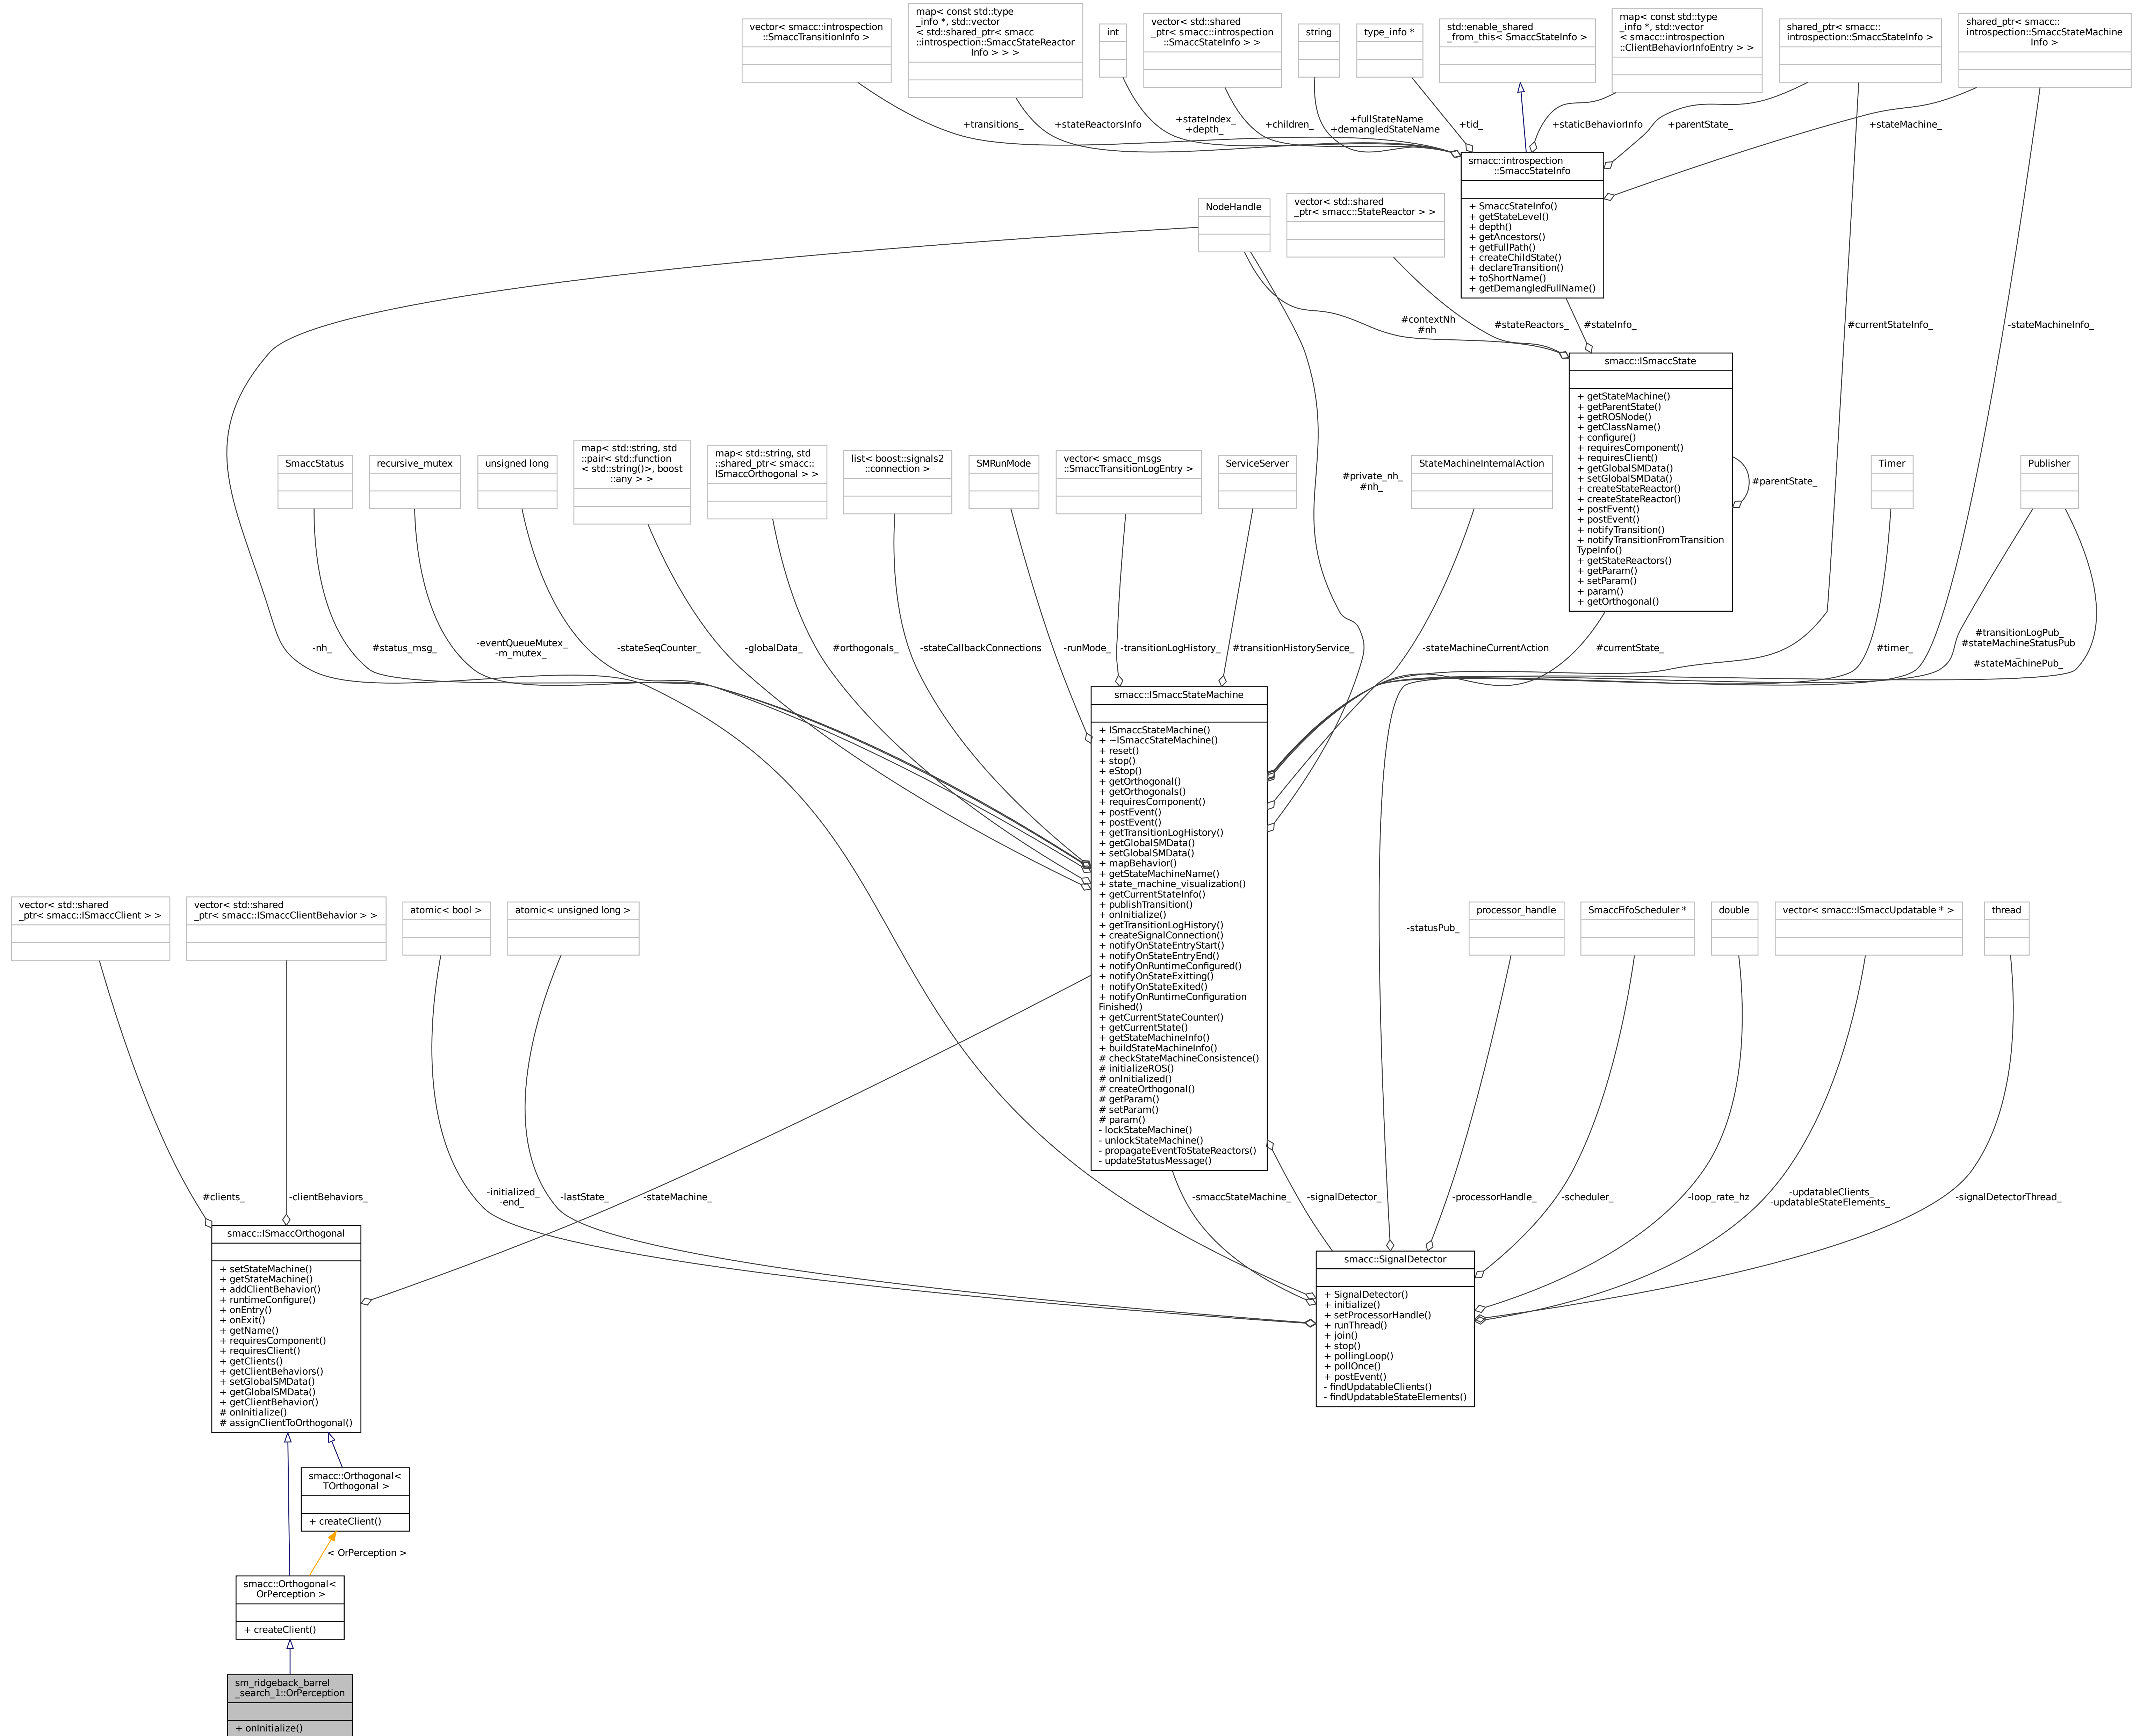 vector< smacc::introspection
::SmaccTransitionInfo >
map< const std::type
_info *, std::vector
< std::shared_ptr< smacc
::introspection::SmaccStateReactor
Info > > >
int
vector< std::shared
_ptr< smacc::introspection
::SmaccStateInfo > >
string
type_info *
std::enable_shared
_from_this< SmaccStateInfo >
map< const std::type
_info *, std::vector
< smacc::introspection
::ClientBehaviorInfoEntry > >
shared_ptr< smacc::
introspection::SmaccStateInfo >
shared_ptr< smacc::
introspection::SmaccStateMachine
Info >
+transitions_
+stateReactorsInfo
+stateIndex_
+depth_
+children_
+fullStateName
+demangledStateName
+tid_
+staticBehaviorInfo
+parentState_
+stateMachine_
smacc::introspection
::SmaccStateInfo
+ SmaccStateInfo()
+ getStateLevel()
+ depth()
+ getAncestors()
+ getFullPath()
+ createChildState()
+ declareTransition()
+ toShortName()
+ getDemangledFullName()
NodeHandle
vector< std::shared
_ptr< smacc::StateReactor > >
#contextNh
#nh
#stateReactors_
#stateInfo_
#currentStateInfo_
-stateMachineInfo_
smacc::ISmaccState
+ getStateMachine()
+ getParentState()
+ getROSNode()
+ getClassName()
+ configure()
+ requiresComponent()
+ requiresClient()
+ getGlobalSMData()
+ setGlobalSMData()
+ createStateReactor()
+ createStateReactor()
+ postEvent()
+ postEvent()
+ notifyTransition()
+ notifyTransitionFromTransition
TypeInfo()
+ getStateReactors()
+ getParam()
+ setParam()
+ param()
+ getOrthogonal()
#parentState_
SmaccStatus
recursive_mutex
unsigned long
map< std::string, std
::pair< std::function
< std::string()>, boost
::any > >
map< std::string, std
::shared_ptr< smacc::
ISmaccOrthogonal > >
list< boost::signals2
::connection >
SMRunMode
vector< smacc_msgs
::SmaccTransitionLogEntry >
ServiceServer
#private_nh_
#nh_
StateMachineInternalAction
Timer
Publisher
-nh_
#status_msg_
-eventQueueMutex_
-m_mutex_
-stateSeqCounter_
-globalData_
#orthogonals_
-stateCallbackConnections
-runMode_
-transitionLogHistory_
#transitionHistoryService_
-stateMachineCurrentAction
#currentState_
#timer_
#transitionLogPub_
#stateMachineStatusPub
_
#stateMachinePub_
smacc::ISmaccStateMachine
+ ISmaccStateMachine()
+ ~ISmaccStateMachine()
+ reset()
+ stop()
+ eStop()
+ getOrthogonal()
+ getOrthogonals()
+ requiresComponent()
+ postEvent()
+ postEvent()
+ getTransitionLogHistory()
+ getGlobalSMData()
+ setGlobalSMData()
+ mapBehavior()
+ getStateMachineName()
+ state_machine_visualization()
+ getCurrentStateInfo()
+ publishTransition()
+ onInitialize()
+ getTransitionLogHistory()
+ createSignalConnection()
+ notifyOnStateEntryStart()
+ notifyOnStateEntryEnd()
+ notifyOnRuntimeConfigured()
+ notifyOnStateExitting()
+ notifyOnStateExited()
+ notifyOnRuntimeConfiguration
Finished()
+ getCurrentStateCounter()
+ getCurrentState()
+ getStateMachineInfo()
+ buildStateMachineInfo()
# checkStateMachineConsistence()
# initializeROS()
# onInitialized()
# createOrthogonal()
# getParam()
# setParam()
# param()
- lockStateMachine()
- unlockStateMachine()
- propagateEventToStateReactors()
- updateStatusMessage()
vector< std::shared
_ptr< smacc::ISmaccClient > >
vector< std::shared
_ptr< smacc::ISmaccClientBehavior > >
atomic< bool >
atomic< unsigned long >
-statusPub_
processor_handle
SmaccFifoScheduler *
double
vector< smacc::ISmaccUpdatable * >
thread
#clients_
-clientBehaviors_
-initialized_
-end_
-lastState_
-stateMachine_
-smaccStateMachine_
-signalDetector_
-processorHandle_
-scheduler_
-loop_rate_hz
-updatableClients_
-updatableStateElements_
-signalDetectorThread_
smacc::ISmaccOrthogonal
+ setStateMachine()
+ getStateMachine()
+ addClientBehavior()
+ runtimeConfigure()
+ onEntry()
+ onExit()
+ getName()
+ requiresComponent()
+ requiresClient()
+ getClients()
+ getClientBehaviors()
+ setGlobalSMData()
+ getGlobalSMData()
+ getClientBehavior()
# onInitialize()
# assignClientToOrthogonal()
smacc::SignalDetector
+ SignalDetector()
+ initialize()
+ setProcessorHandle()
+ runThread()
+ join()
+ stop()
+ pollingLoop()
+ pollOnce()
+ postEvent()
- findUpdatableClients()
- findUpdatableStateElements()
smacc::Orthogonal<
TOrthogonal >
+ createClient()
< OrPerception >
smacc::Orthogonal<
OrPerception >
+ createClient()
sm_ridgeback_barrel
_search_1::OrPerception
+ onInitialize()